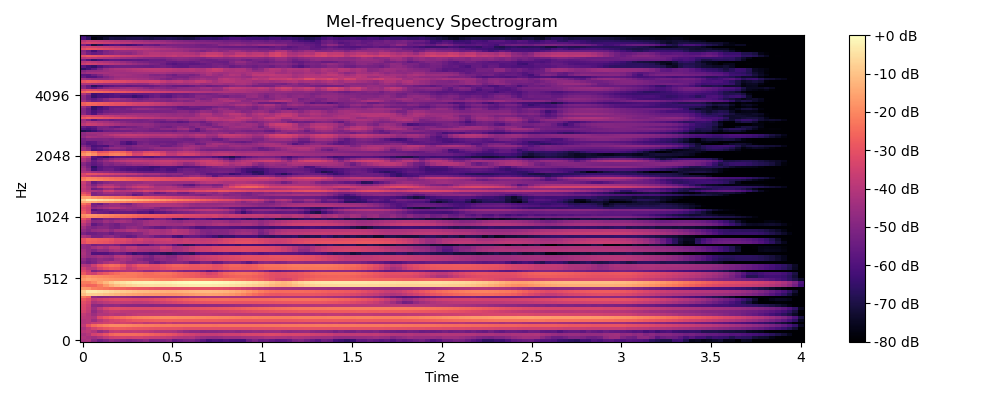 Mel-frequency Spectrogram
+0 dB
-10 dB
-20 dB
-30 dB
-40 dB
-50 dB
-60 dB
-70 dB
-80 dB
4096
2048
1024
512
0
Hz
0 0.5 1 1.5 2 2.5 3 3.5 4
Time